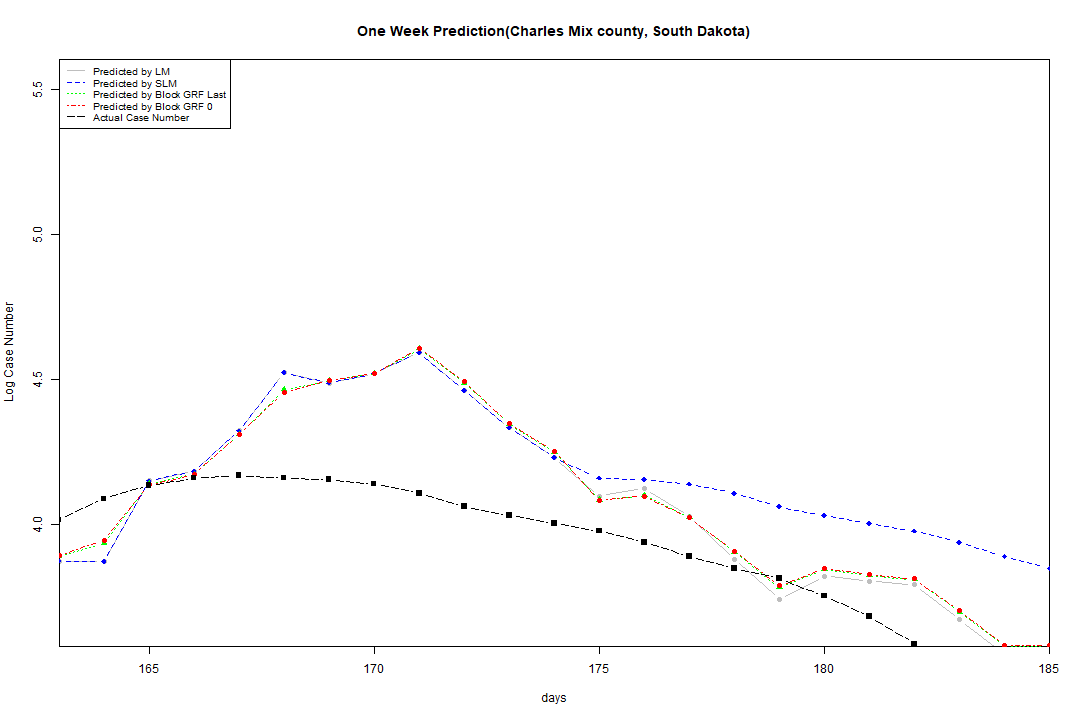 One Week Prediction(Charles Mix county, South Dakota)
Predicted by LM
Predicted by SLM
Predicted by Block GRF Last
Predicted by Block GRF 0
Actual Case Number
5.5
5.0
4.5
4.0
Log Case Number
165
170
175
180
185
days